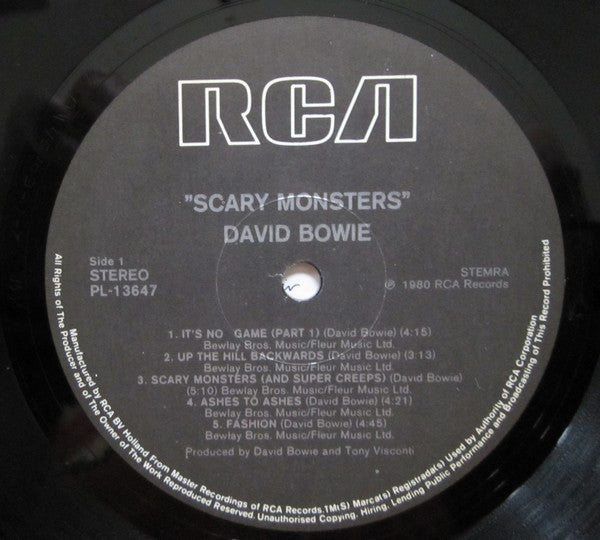 RCA
"SCARY MONSTERS"
DAVID BOWIE
Side 1
STEREO
PL-13647
STEMRA
℗ 1980 RCA Records
1. IT'S NO GAME (PART 1) (David Bowie) (4:15)
Bewlay Bros. Music/Fleur Music Ltd.
2. UP THE HILL BACKWARDS (David Bowie) (3:13)
Bewlay Bros. Music/Fleur Music Ltd.
3. SCARY MONSTERS (AND SUPER CREEPS) (David Bowie)
(5:10) Bewlay Bros. Music/Fleur Music Ltd.
4. ASHES TO ASHES (David Bowie) (4:21)
Bewlay Bros. Music/Fleur Music Ltd.
5. FASHION (David Bowie) (4:45)
Bewlay Bros. Music/Fleur Music Ltd.
Produced by David Bowie and Tony Visconti
Manufactured by RCA BV Holland From Master Recordings of RCA Records.TM(S) Marca(s) Registrada(s) Used by Authority of RCA Corporation
All Rights of The Producer and of The Owner of The Work Reproduced Reserved. Unauthorised Copying. Hiring. Lending Public Performance and Broadcasting of This Record Prohibited